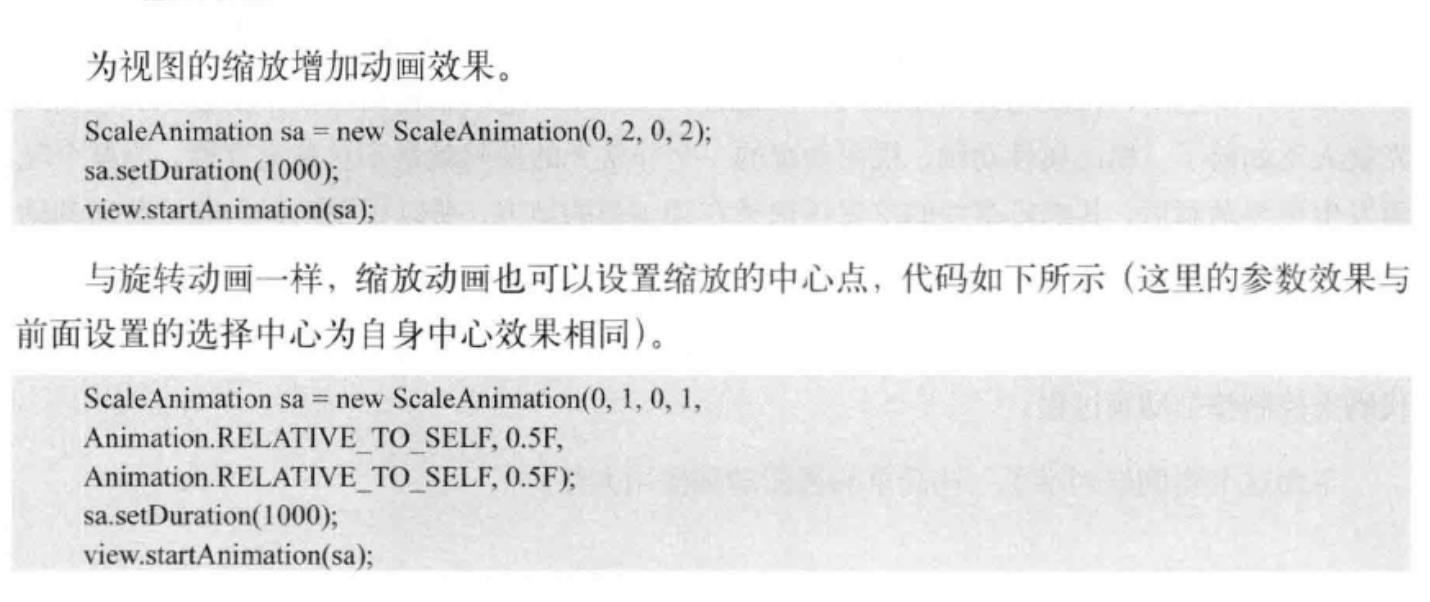 为视图的缩放增加动画效果。
ScaleAnimation sa = new ScaleAnimation(0, 2, 0, 2);
sa.setDuration(1000);
view.startAnimation(sa);
与旋转动画一样，缩放动画也可以设置缩放的中心点，代码如下所示（这里的参数效果与
前面设置的选择中心为自身中心效果相同）。
ScaleAnimation sa = new ScaleAnimation(0, 1, 0, 1,
Animation.RELATIVE_TO_SELF, 0.5F,
Animation.RELATIVE_TO_SELF, 0.5F);
sa.setDuration(1000);
view.startAnimation(sa);